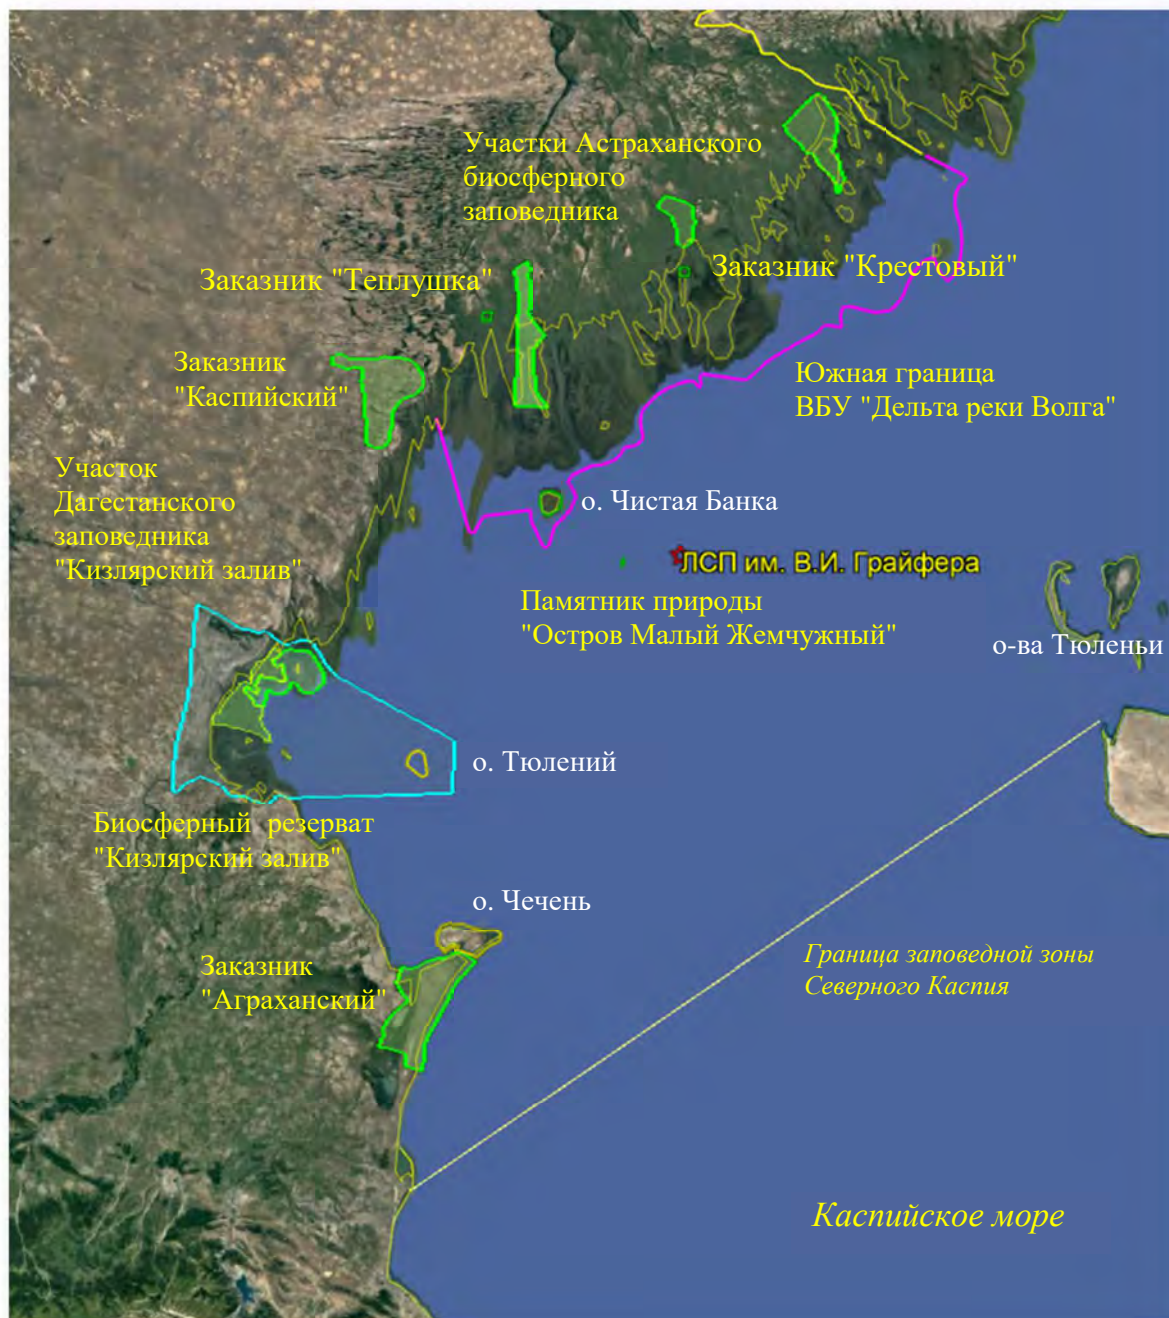 Участки Астраханского
биосферного
заповедника
Заказник "Теплушка"
Заказник "Крестовый"
Заказник
"Каспийский"
Южная граница
ВБУ "Дельта реки Волга"
Участок
Дагестанского
заповедника
"Кизлярский залив"
о. Чистая Банка
ЛСП им. В.И. Грайфера
Памятник природы
"Остров Малый Жемчужный"
о-ва Тюленьи
о. Тюлений
Биосферный резерват
"Кизлярский залив"
о. Чечень
Заказник
"Аграханский"
Граница заповедной зоны
Северного Каспия
Каспийское море